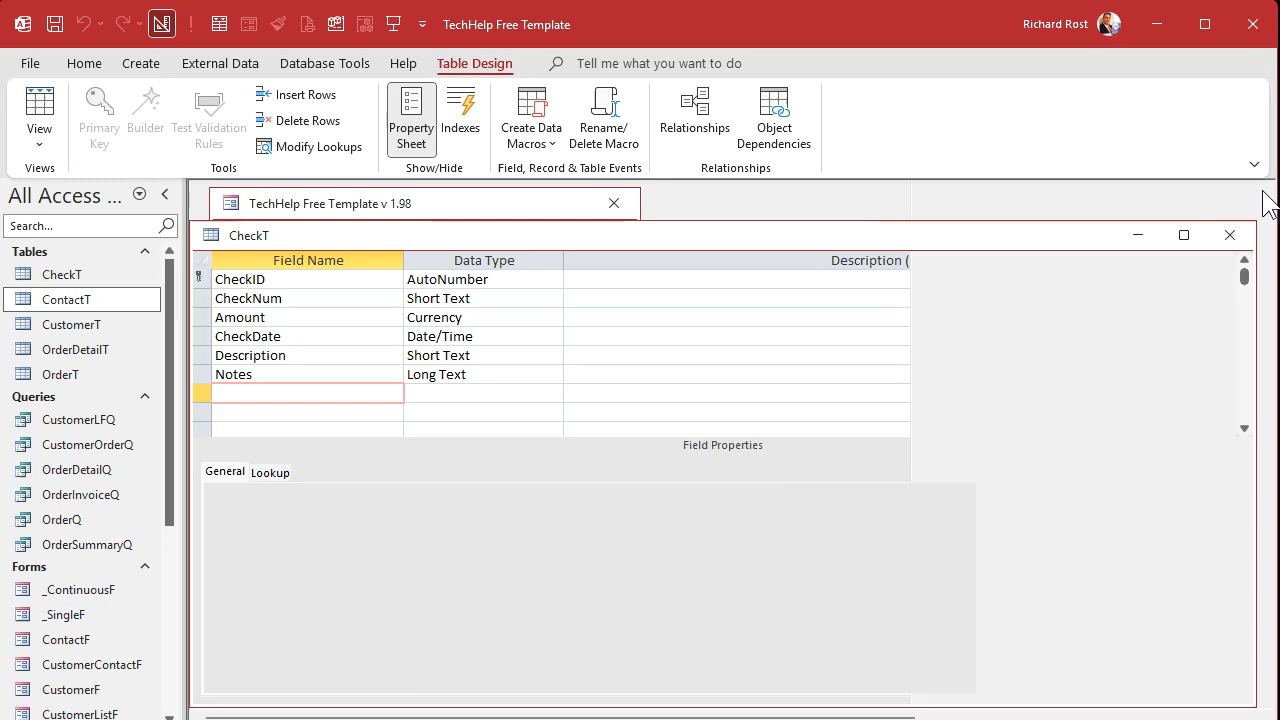 TechHelp Free Template
Richard Rost
File Home Create External Data Database Tools Help Table Design Tell me what you want to do
View
Primary Key
Builder
Test Validation Rules
Insert Rows
Delete Rows
Modify Lookups
Property Sheet
Indexes
Create Data Macros
Rename/ Delete Macro
Relationships
Object Dependencies
Views
Tools
Show/Hide
Field, Record & Table Events
Relationships
All Access ...
Search...
Tables
CheckT
ContactT
CustomerT
OrderDetailT
OrderT
Queries
CustomerLFQ
CustomerOrderQ
OrderDetailQ
OrderInvoiceQ
OrderQ
OrderSummaryQ
Forms
_ContinuousF
_SingleF
ContactF
CustomerContactF
CustomerF
CustomerListF
TechHelp Free Template v 1.98
CheckT
Field Name Data Type Description (
CheckID AutoNumber
CheckNum Short Text
Amount Currency
CheckDate Date/Time
Description Short Text
Notes Long Text
Field Properties
General Lookup